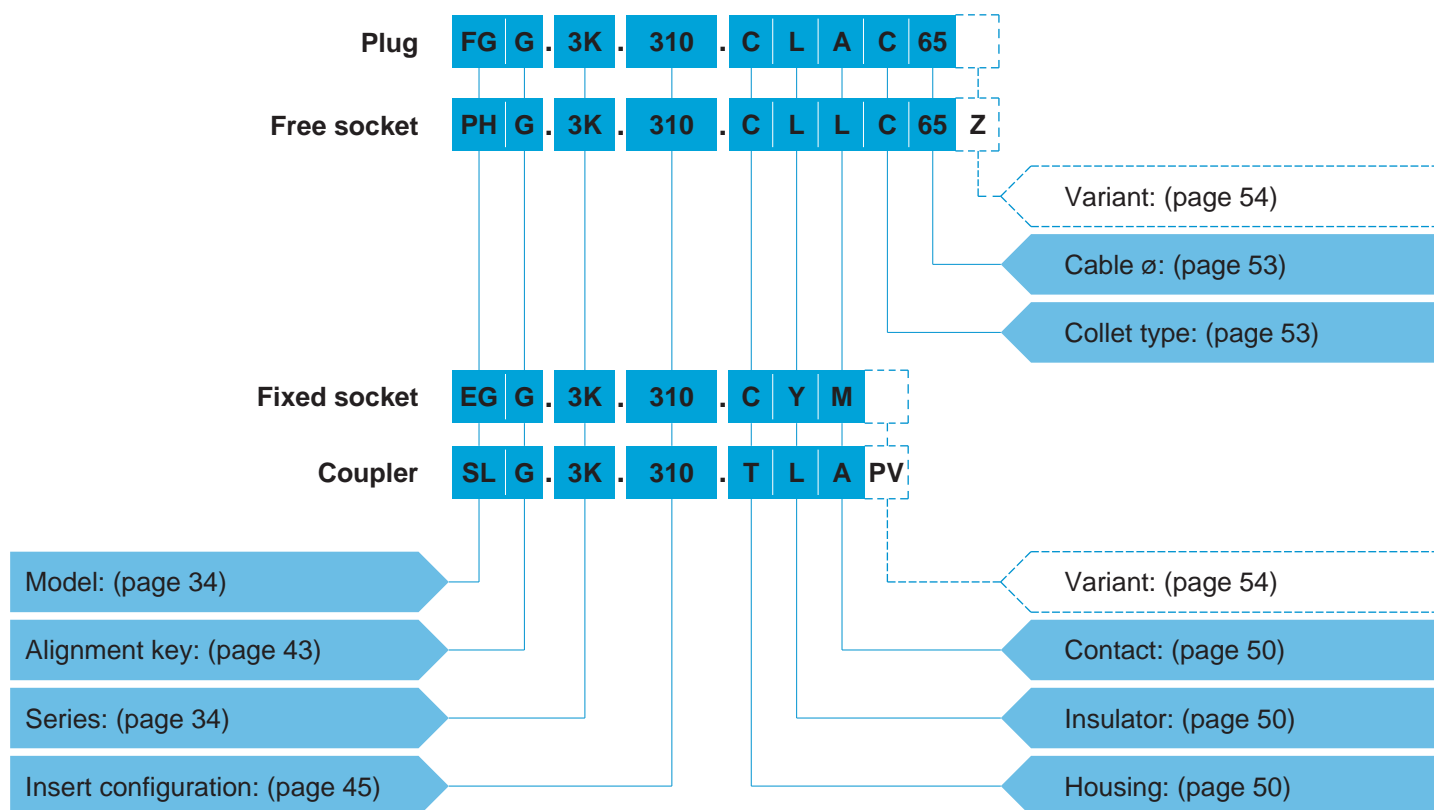 Plug FG G . 3K . 310 . C L A C 65
Free socket PH G . 3K . 310 . C L L C 65 Z
Variant: (page 54)
Cable ø: (page 53)
Collet type: (page 53)
Fixed socket EG G . 3K . 310 . C Y M
Coupler SL G . 3K . 310 . T L A PV
Model: (page 34) Variant: (page 54)
Alignment key: (page 43) Contact: (page 50)
Series: (page 34) Insulator: (page 50)
Insert configuration: (page 45) Housing: (page 50)